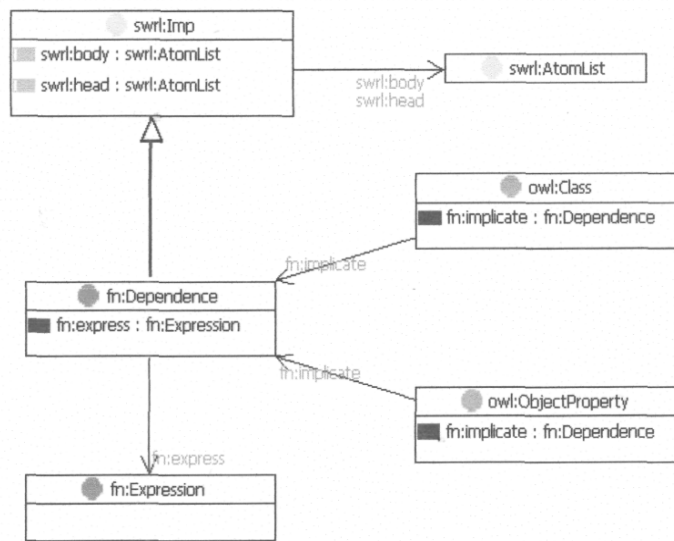 swrl:Imp
swrl:body : swrl:AtomList
swrl:head : swrl:AtomList
swrl:body
swrl:head
swrl:AtomList
owl:Class
fn:implicate : fn:Dependence
fn:implicate
fn:Dependence
fn:express : fn:Expression
fn:implicate
owl:ObjectProperty
fn:implicate : fn:Dependence
fn:express
fn:Expression